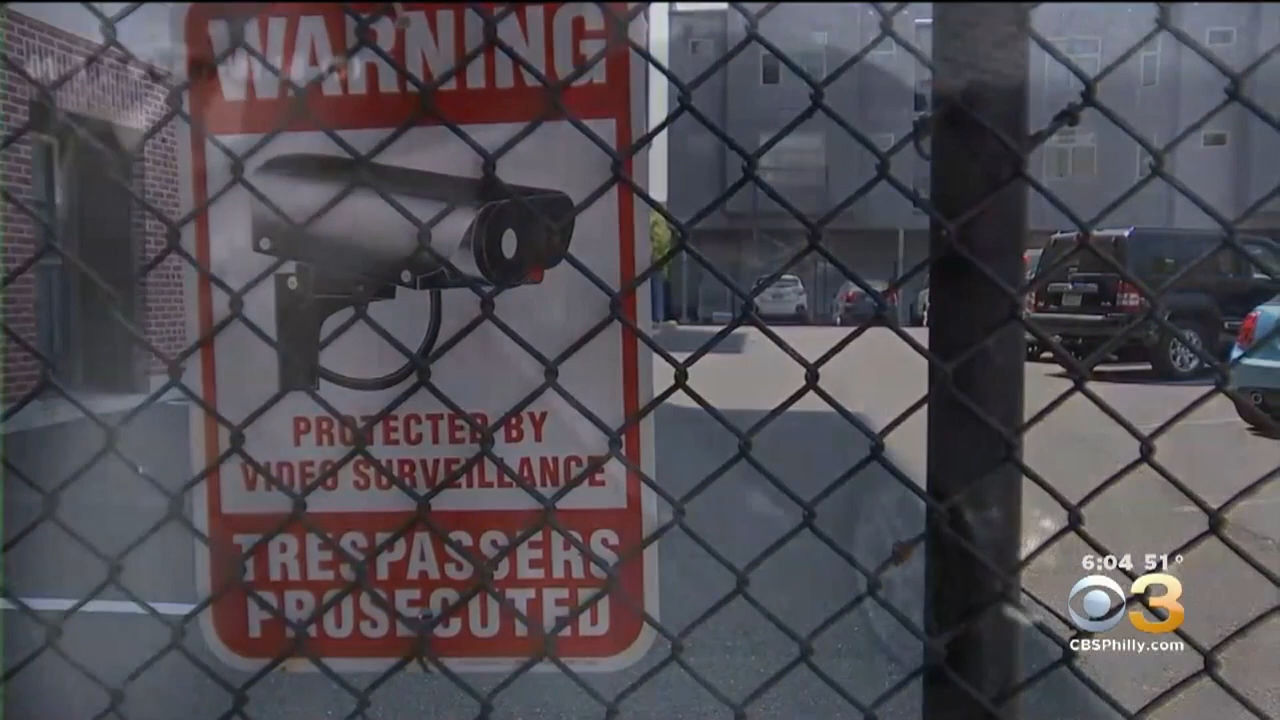 WARNING
PROTECTED BY
VIDEO SURVEILLANCE
TRESPASSERS
PROSECUTED
6:04 51°
3
CBSPhilly.com